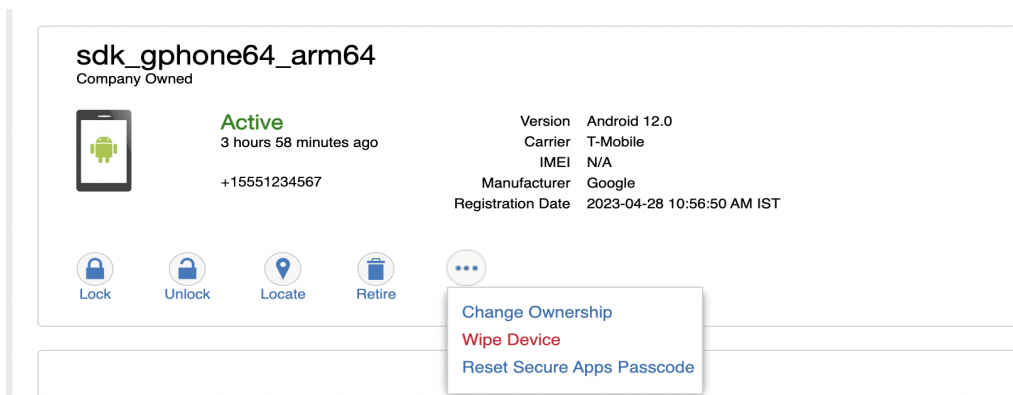 sdk_gphone64_arm64
Company Owned
Active
3 hours 58 minutes ago
+15551234567
Version Android 12.0
Carrier T-Mobile
IMEI N/A
Manufacturer Google
Registration Date 2023-04-28 10:56:50 AM IST
Lock Unlock Locate Retire
Change Ownership
Wipe Device
Reset Secure Apps Passcode